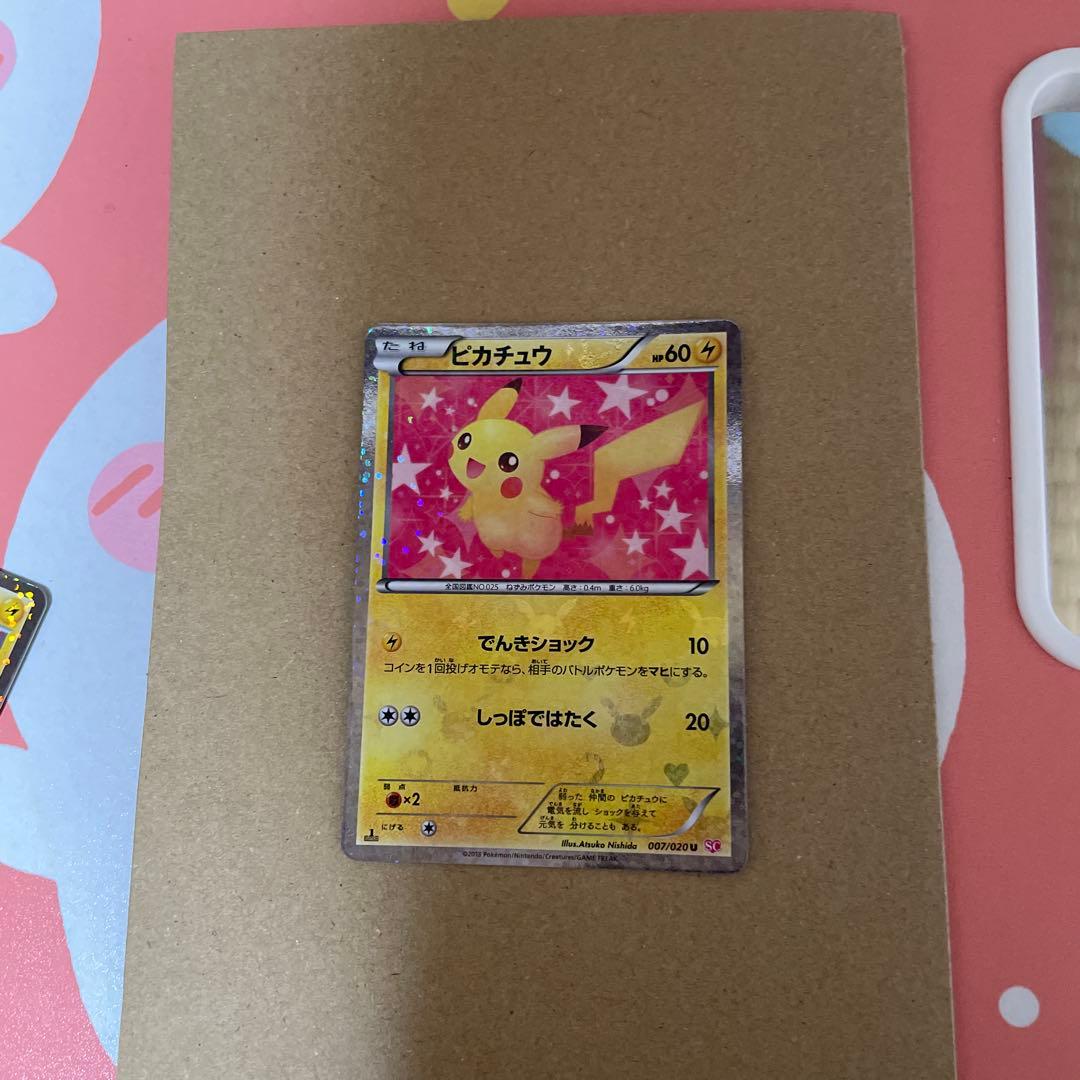 たね ピカチュウ HP60
全国図鑑NO.025 ねずみポケモン 高さ:0.4m 重さ:6.0kg
でんきショック 10
コインを1回投げオモテなら、相手のバトルポケモンをマヒにする。
しっぽではたく 20
弱点 抵抗力
×2
にげる
弱った 仲間の ピカチュウに
電気を流し ショックを与えて
元気を 分けることも ある。
Illus.Atsuko Nishida 007/020 U SC
©2013 Pokémon/Nintendo/Creatures/GAME FREAK.